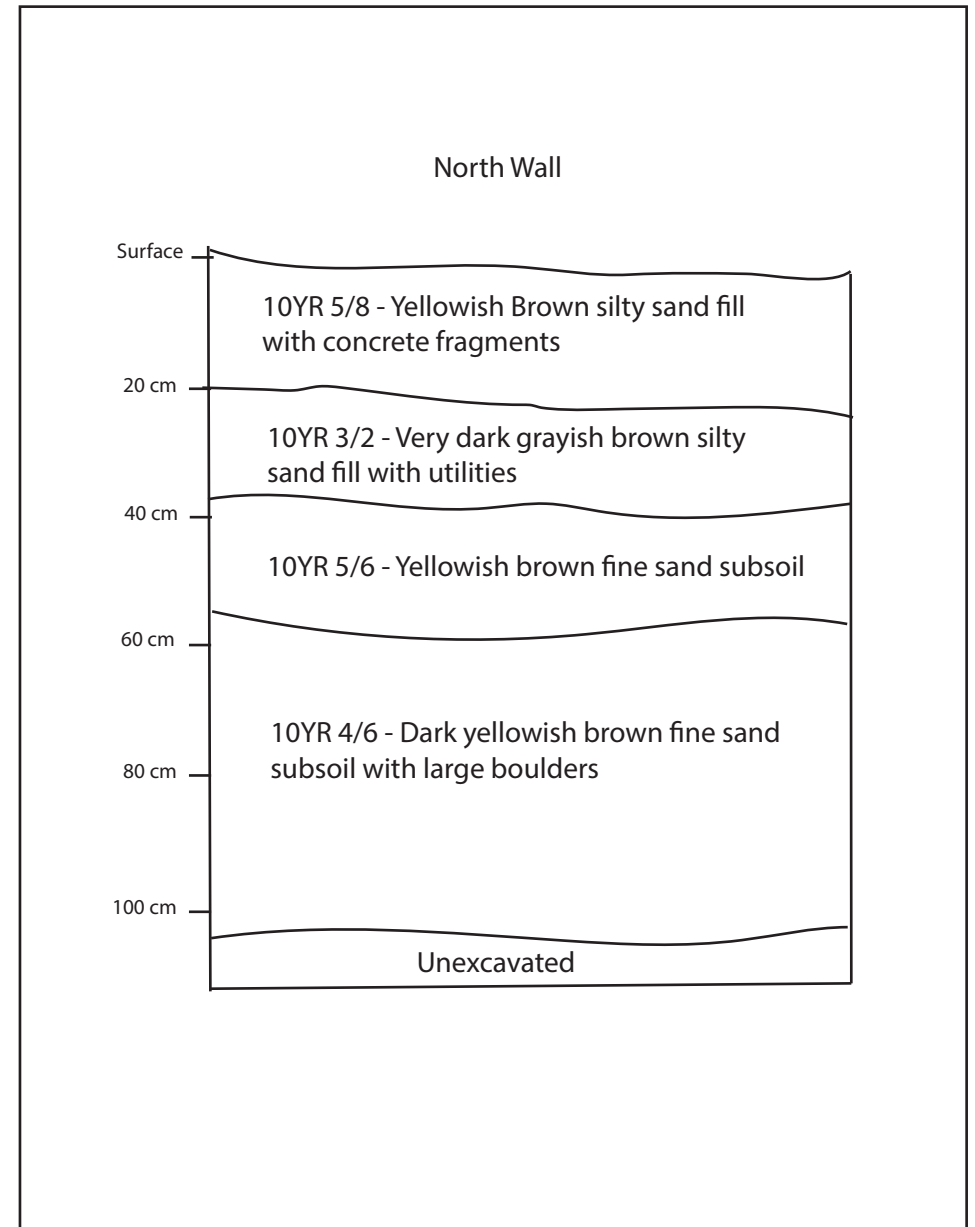 North Wall
Surface
10YR 5/8 - Yellowish Brown silty sand fill
with concrete fragments
20 cm
10YR 3/2 - Very dark grayish brown silty
sand fill with utilities
40 cm
10YR 5/6 - Yellowish brown fine sand subsoil
60 cm
10YR 4/6 - Dark yellowish brown fine sand
subsoil with large boulders
80 cm
100 cm
Unexcavated